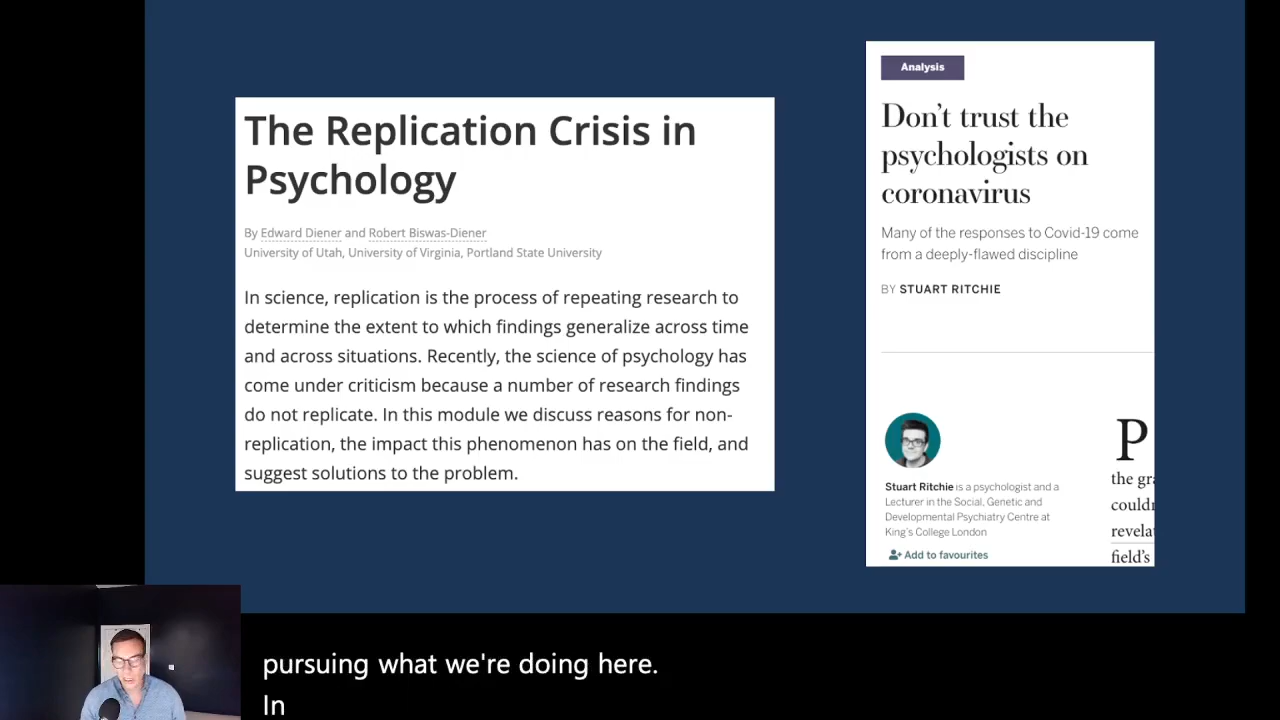 The Replication Crisis in
Psychology
By Edward Diener and Robert Biswas-Diener
University of Utah, University of Virginia, Portland State University
In science, replication is the process of repeating research to
determine the extent to which findings generalize across time
and across situations. Recently, the science of psychology has
come under criticism because a number of research findings
do not replicate. In this module we discuss reasons for non-
replication, the impact this phenomenon has on the field, and
suggest solutions to the problem.
Analysis
Don’t trust the
psychologists on
coronavirus
Many of the responses to Covid-19 come
from a deeply-flawed discipline
BY STUART RITCHIE
Stuart Ritchie is a psychologist and a
Lecturer in the Social, Genetic and
Developmental Psychiatry Centre at
King’s College London
Add to favourites
P
the gra
couldn
revela
field’s
pursuing what we're doing here.
In